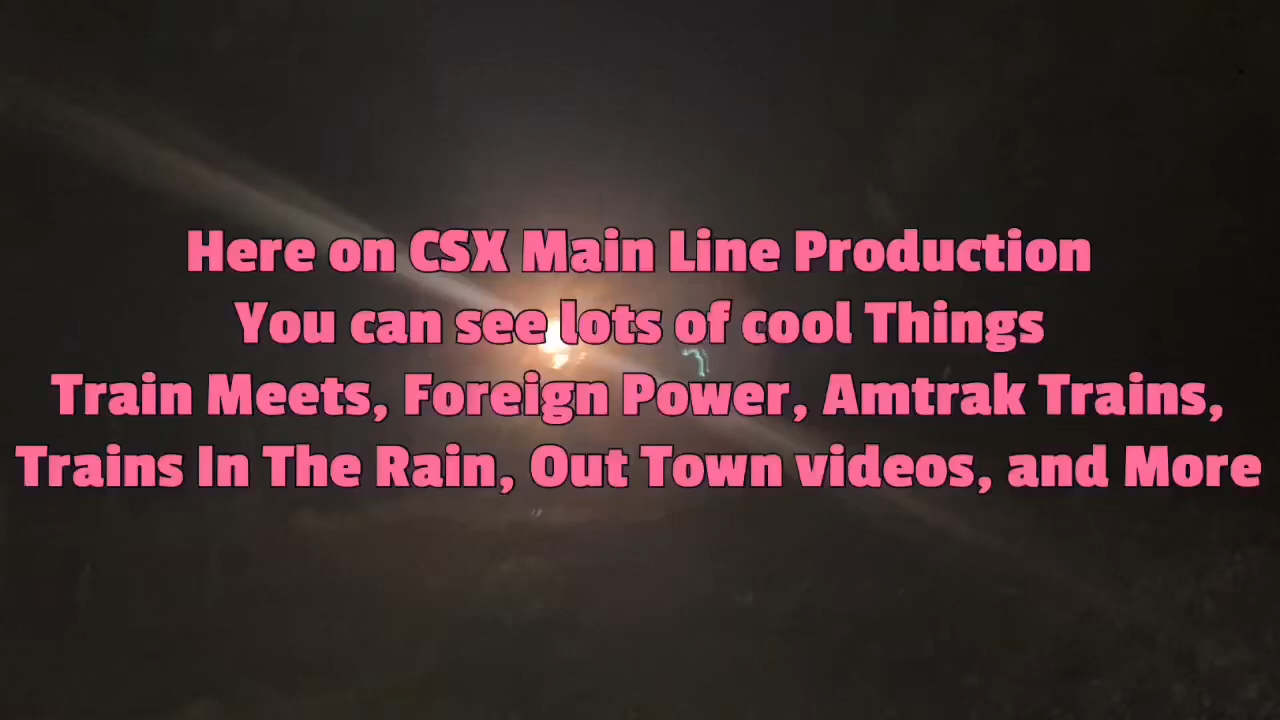 Here on CSX Main Line Production
You can see lots of cool Things
Train Meets, Foreign Power, Amtrak Trains,
Trains In The Rain, Out Town videos, and More